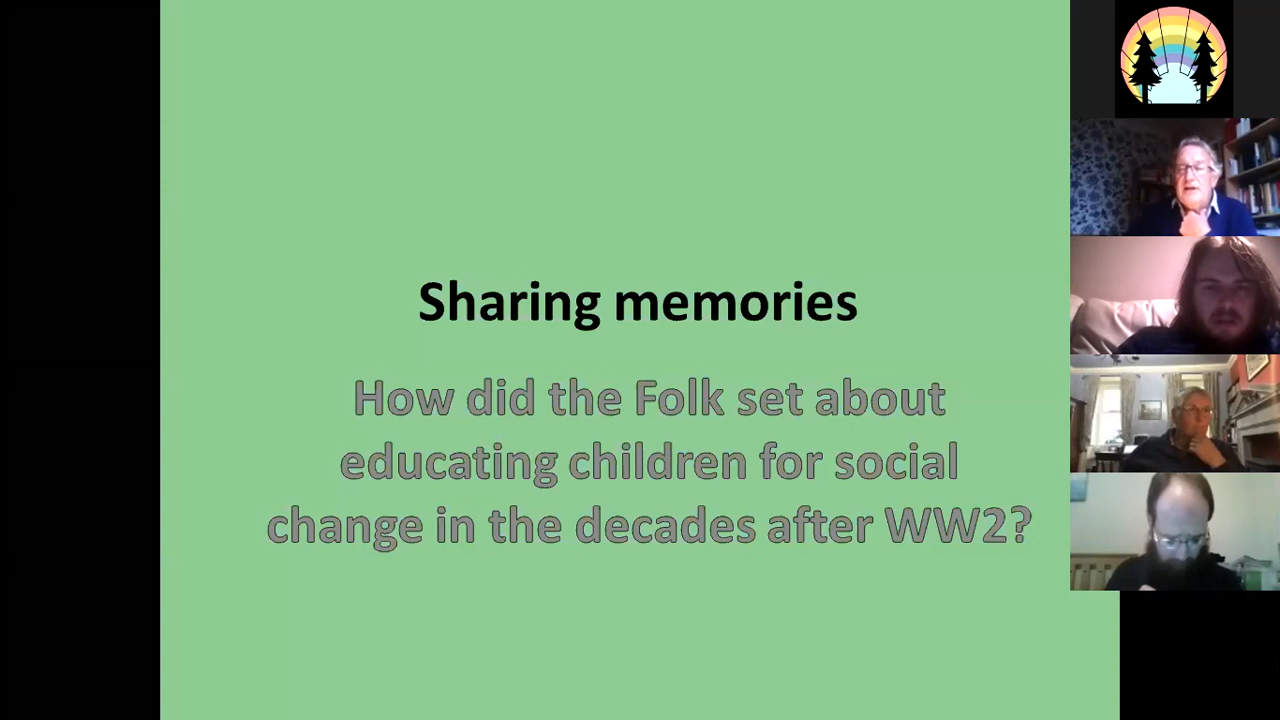 Sharing memories
How did the Folk set about
educating children for social
change in the decades after WW2?